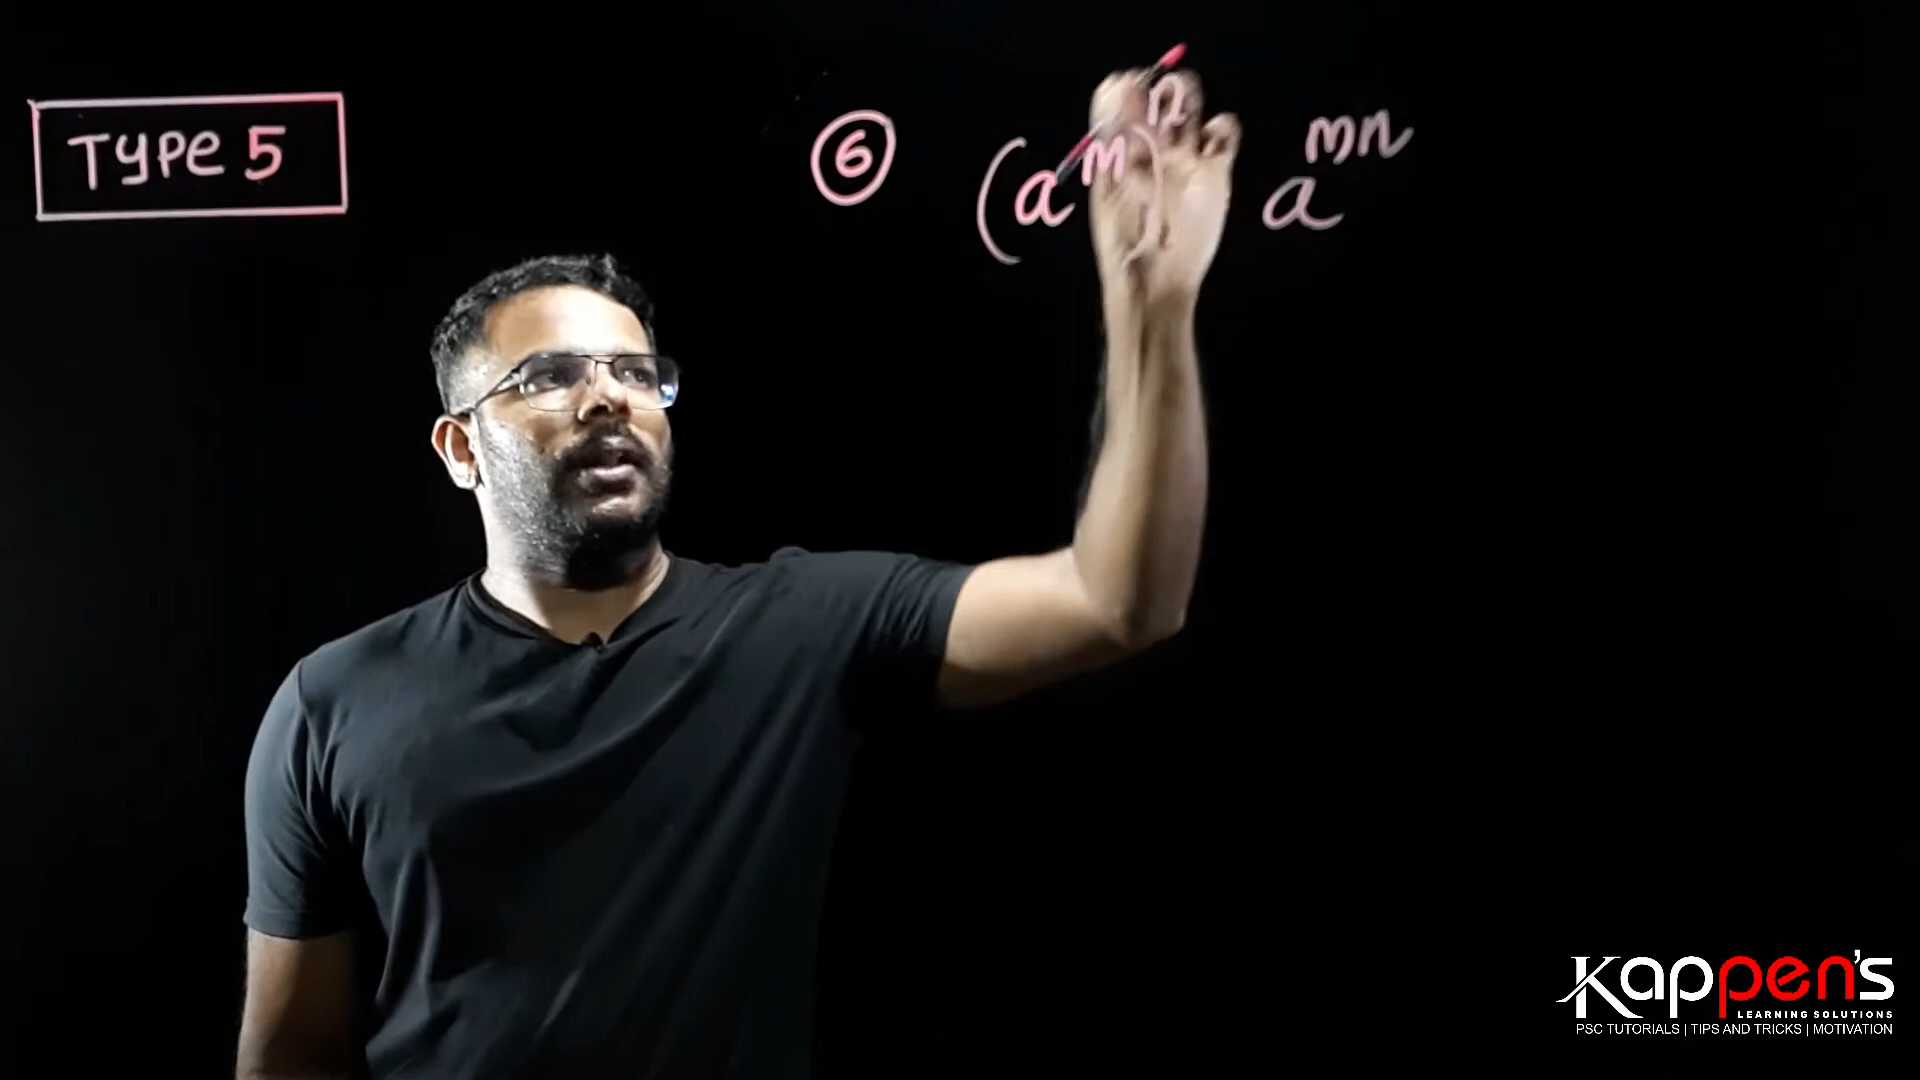 TYPe 5
6 (a^m)^n a^mn
Kappen's
LEARNING SOLUTIONS
PSC TUTORIALS | TIPS AND TRICKS | MOTIVATION